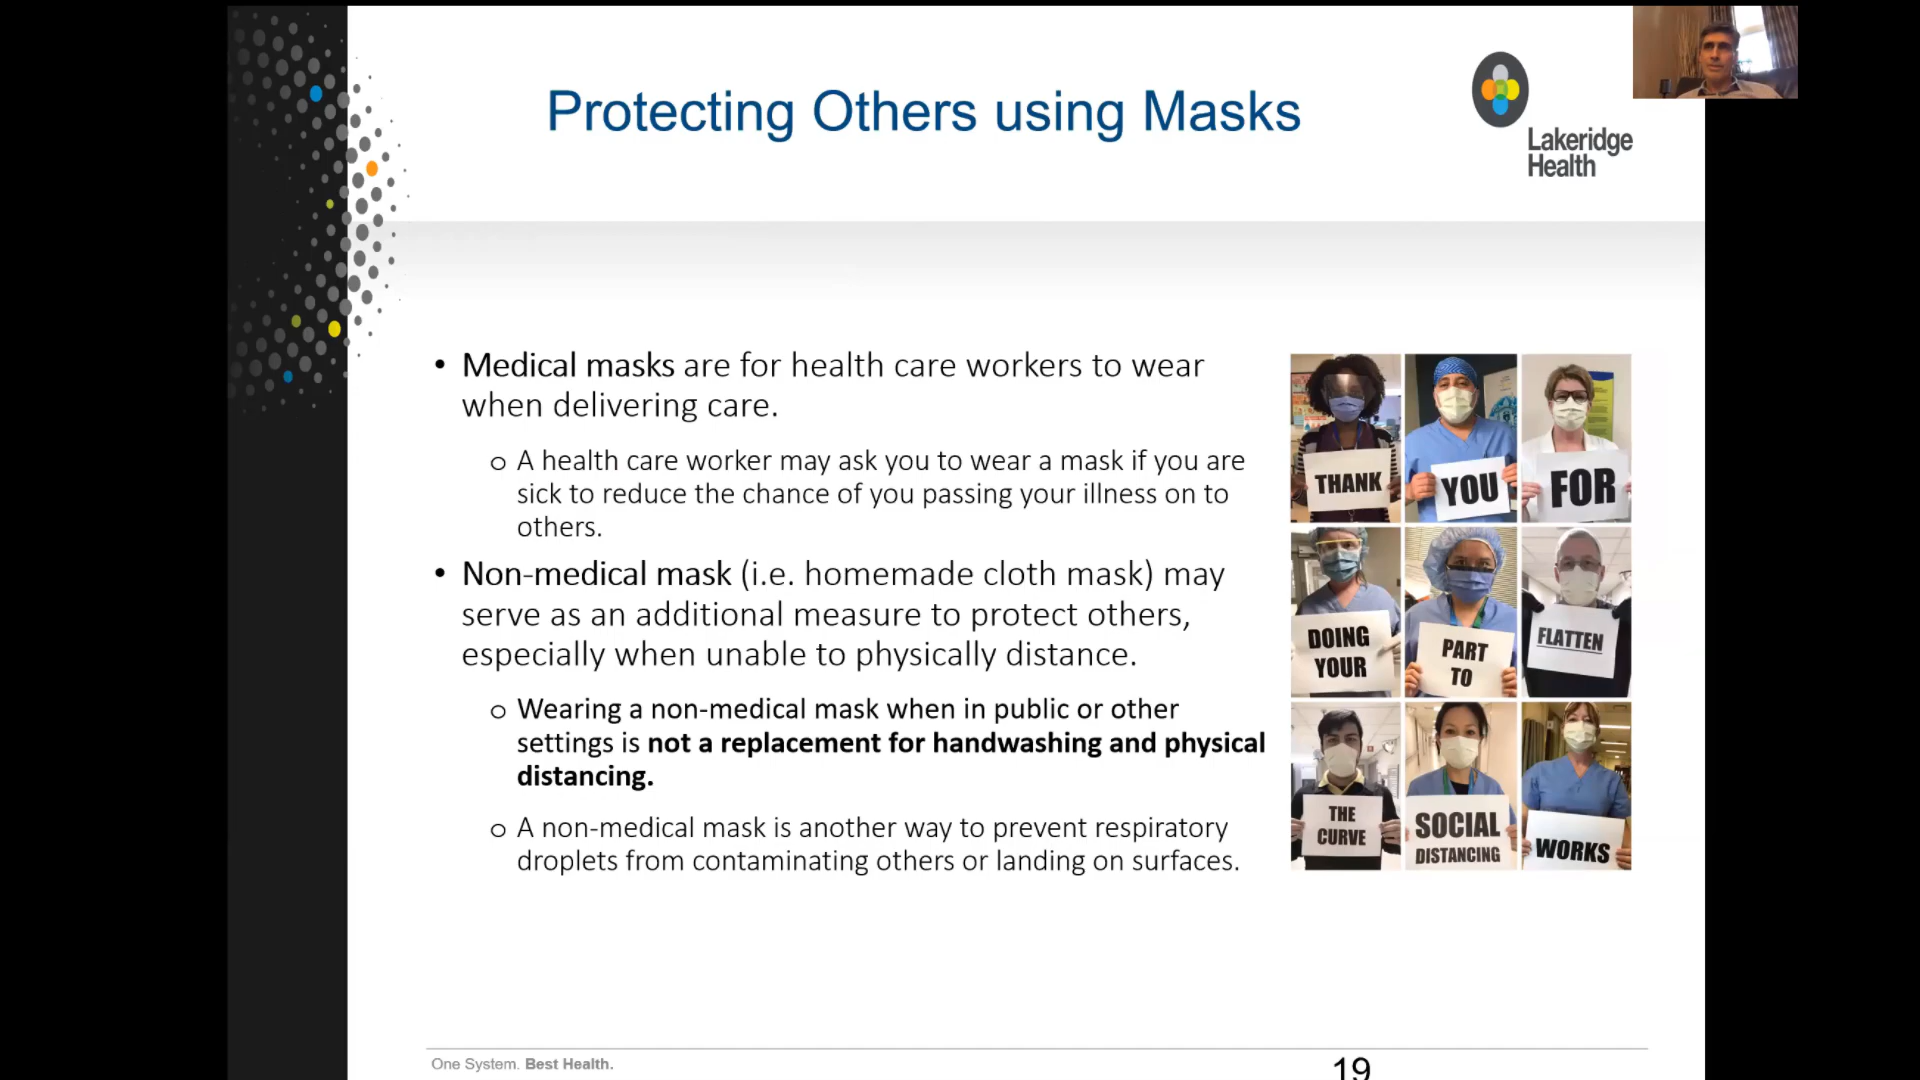 Protecting Others using Masks
Lakeridge
Health
• Medical masks are for health care workers to wear
when delivering care.
o A health care worker may ask you to wear a mask if you are
sick to reduce the chance of you passing your illness on to
others.
• Non-medical mask (i.e. homemade cloth mask) may
serve as an additional measure to protect others,
especially when unable to physically distance.
o Wearing a non-medical mask when in public or other
settings is not a replacement for handwashing and physical
distancing.
o A non-medical mask is another way to prevent respiratory
droplets from contaminating others or landing on surfaces.
THANK
YOU
FOR
DOING
YOUR
PART
TO
FLATTEN
THE
CURVE
SOCIAL
DISTANCING
WORKS
One System. Best Health.
19